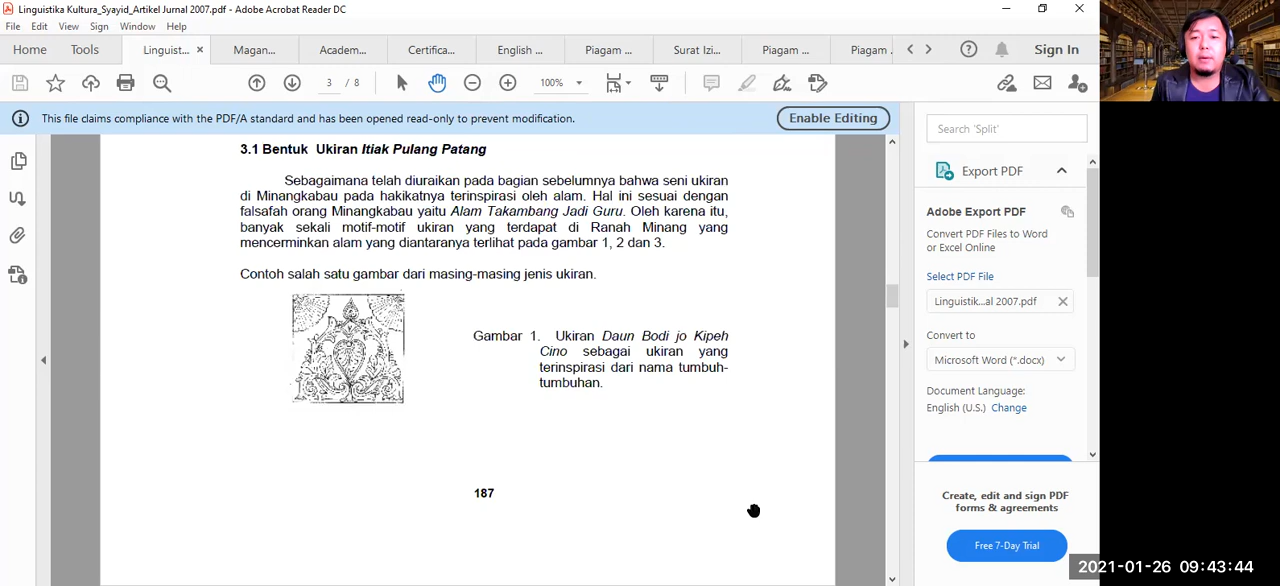 Linguistika Kultura_Syayid_Artikel Jurnal 2007.pdf - Adobe Acrobat Reader DC
File Edit View Sign Window Help
Home Tools Linguist... Magan... Academ... Certifica... English ... Piagam ... Surat Izi... Piagam ... Piagam . Sign In
3 / 8 100%
This file claims compliance with the PDF/A standard and has been opened read-only to prevent modification. Enable Editing
3.1 Bentuk Ukiran Itiak Pulang Patang
Sebagaimana telah diuraikan pada bagian sebelumnya bahwa seni ukiran
di Minangkabau pada hakikatnya terinspirasi oleh alam. Hal ini sesuai dengan
falsafah orang Minangkabau yaitu Alam Takambang Jadi Guru. Oleh karena itu,
banyak sekali motif-motif ukiran yang terdapat di Ranah Minang yang
mencerminkan alam yang diantaranya terlihat pada gambar 1, 2 dan 3.
Contoh salah satu gambar dari masing-masing jenis ukiran.
Gambar 1. Ukiran Daun Bodi jo Kipeh
Cino sebagai ukiran yang
terinspirasi dari nama tumbuh-
tumbuhan.
187
Search 'Split'
Export PDF
Adobe Export PDF
Convert PDF Files to Word
or Excel Online
Select PDF File
Linguistik...al 2007.pdf
Convert to
Microsoft Word (*.docx)
Document Language:
English (U.S.) Change
Create, edit and sign PDF
forms & agreements
Free 7-Day Trial
2021-01-26 09:43:44